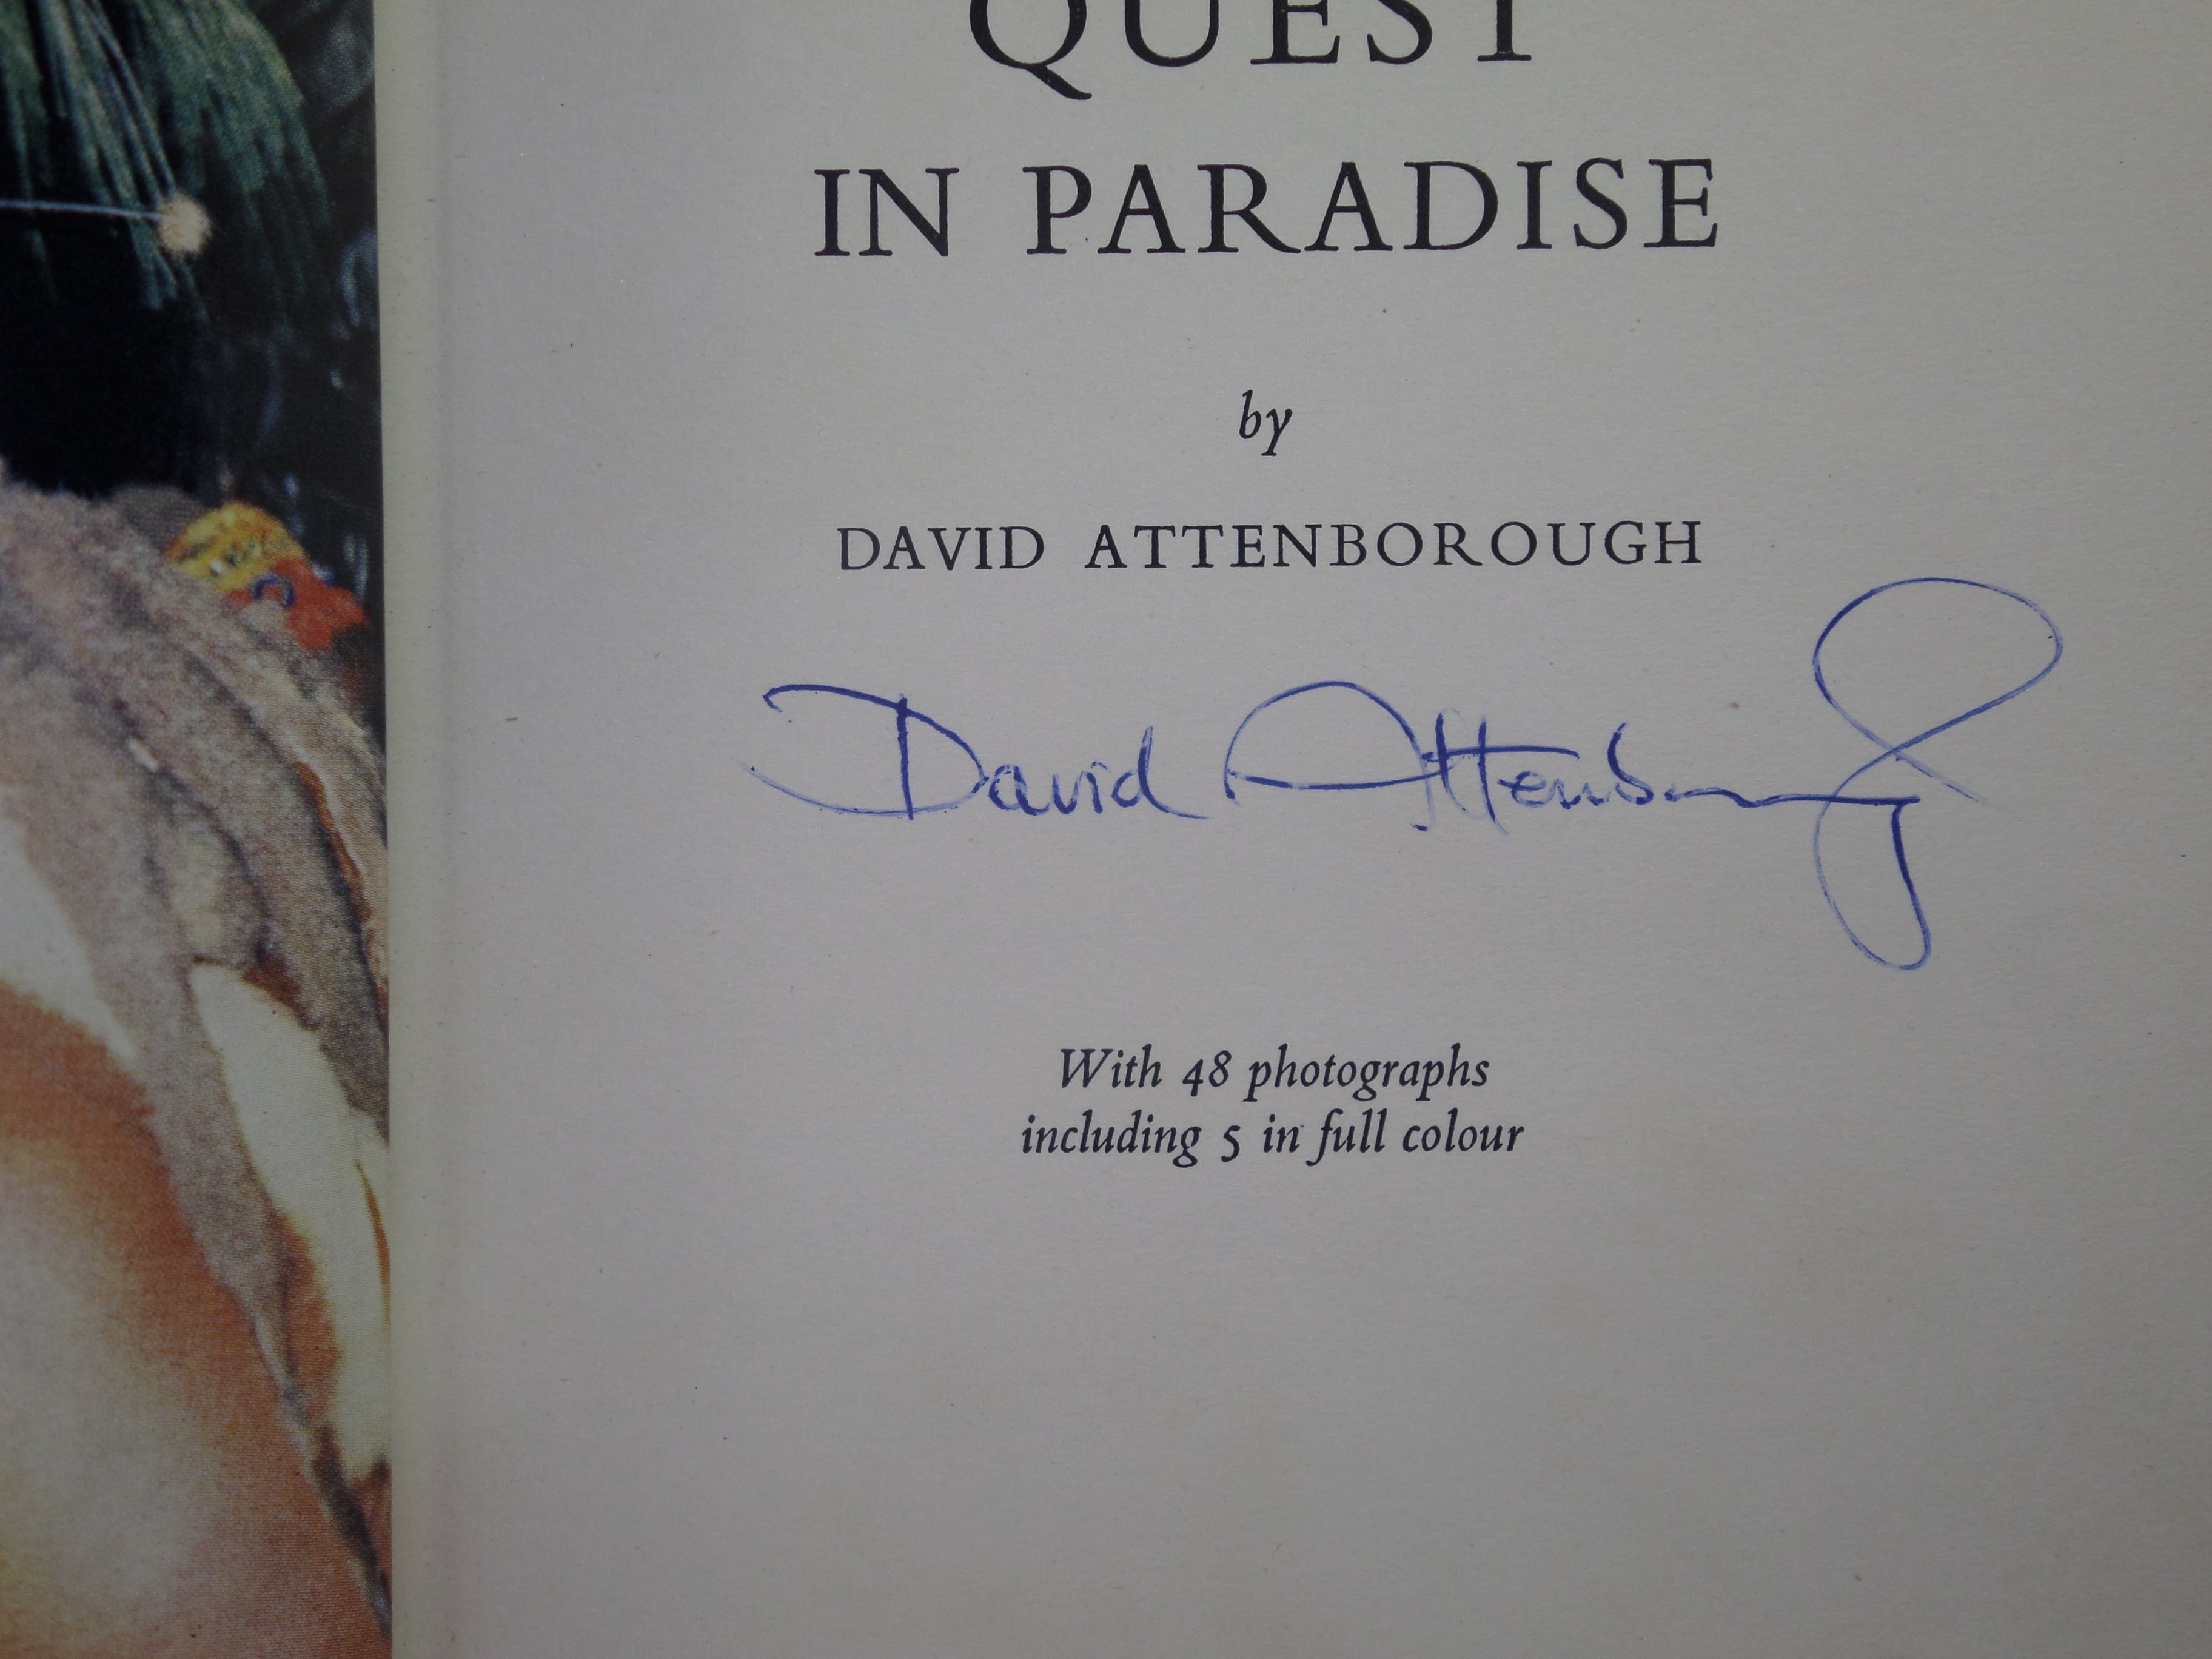 QUEST
IN PARADISE
by
DAVID ATTENBOROUGH
David Attenborough
With 48 photographs
including 5 in full colour